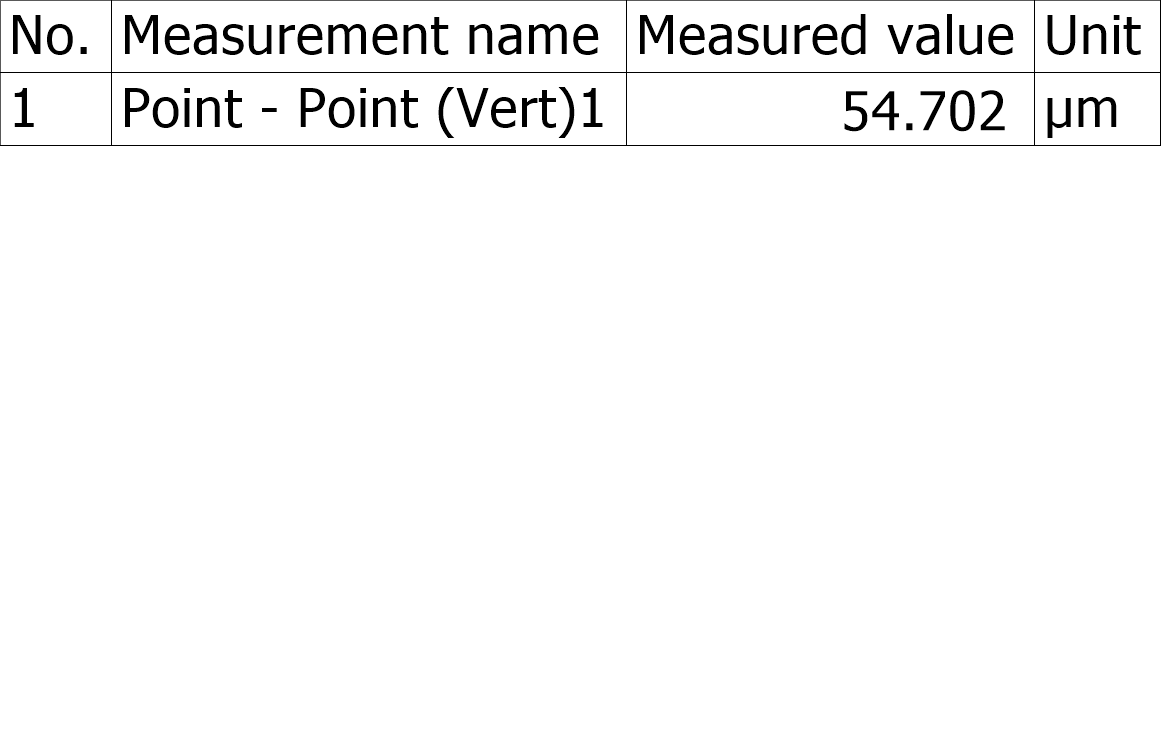 No. Measurement name Measured value Unit
1 Point - Point (Vert)1 54.702 µm